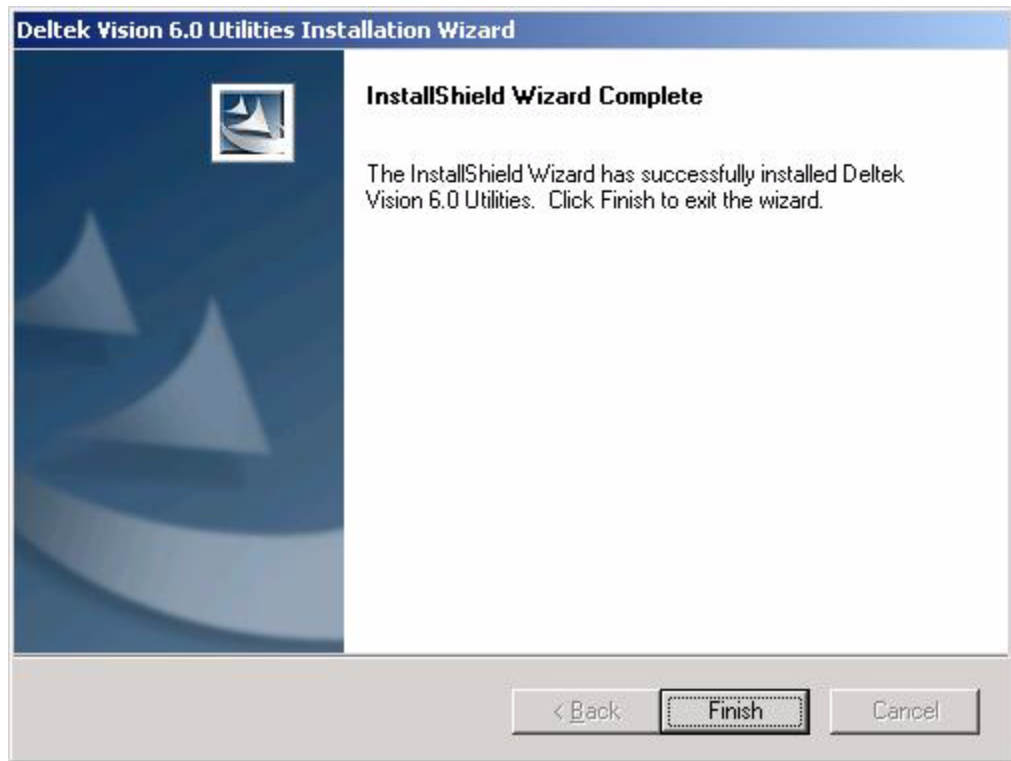 Deltek Vision 6.0 Utilities Installation Wizard
InstallShield Wizard Complete
The InstallShield Wizard has successfully installed Deltek
Vision 6.0 Utilities. Click Finish to exit the wizard.
< Back
Finish
Cancel